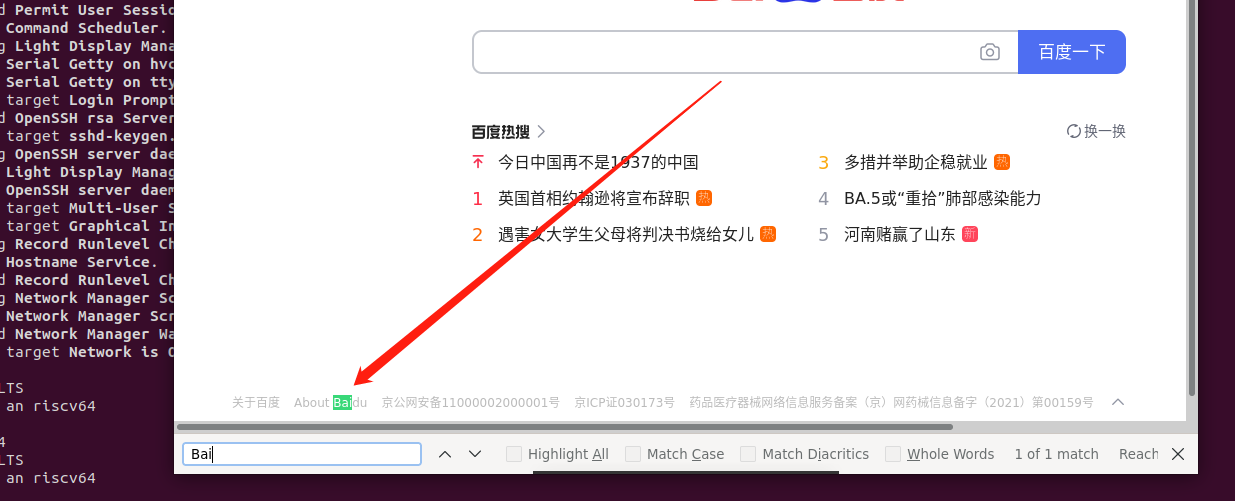 d Permit User Sessic
Command Scheduler.
g Light Display Mana
Serial Getty on hvc
Serial Getty on tty
target Login Prompt
d OpenSSH rsa Server
target sshd-keygen.
g OpenSSH server dae
Light Display Manag
OpenSSH server daem
target Multi-User S
target Graphical In
g Record Runlevel Ch
Hostname Service.
d Record Runlevel Ch
g Network Manager Sc
Network Manager Scr
d Network Manager Wa
target Network is O
LTS
an riscv64
4
LTS
an riscv64
百度一下
百度热搜
换一换
今日中国再不是1937的中国
3 多措并举助企稳就业 热
1 英国首相约翰逊将宣布辞职 热
4 BA.5或“重拾”肺部感染能力
2 遇害女大学生父母将判决书烧给女儿 热
5 河南赌赢了山东 新
关于百度 About Baidu 京公网安备11000002000001号 京ICP证030173号 药品医疗器械网络信息服务备案（京）网药械信息备字（2021）第00159号
Bai Highlight All Match Case Match Diacritics Whole Words 1 of 1 match Reach